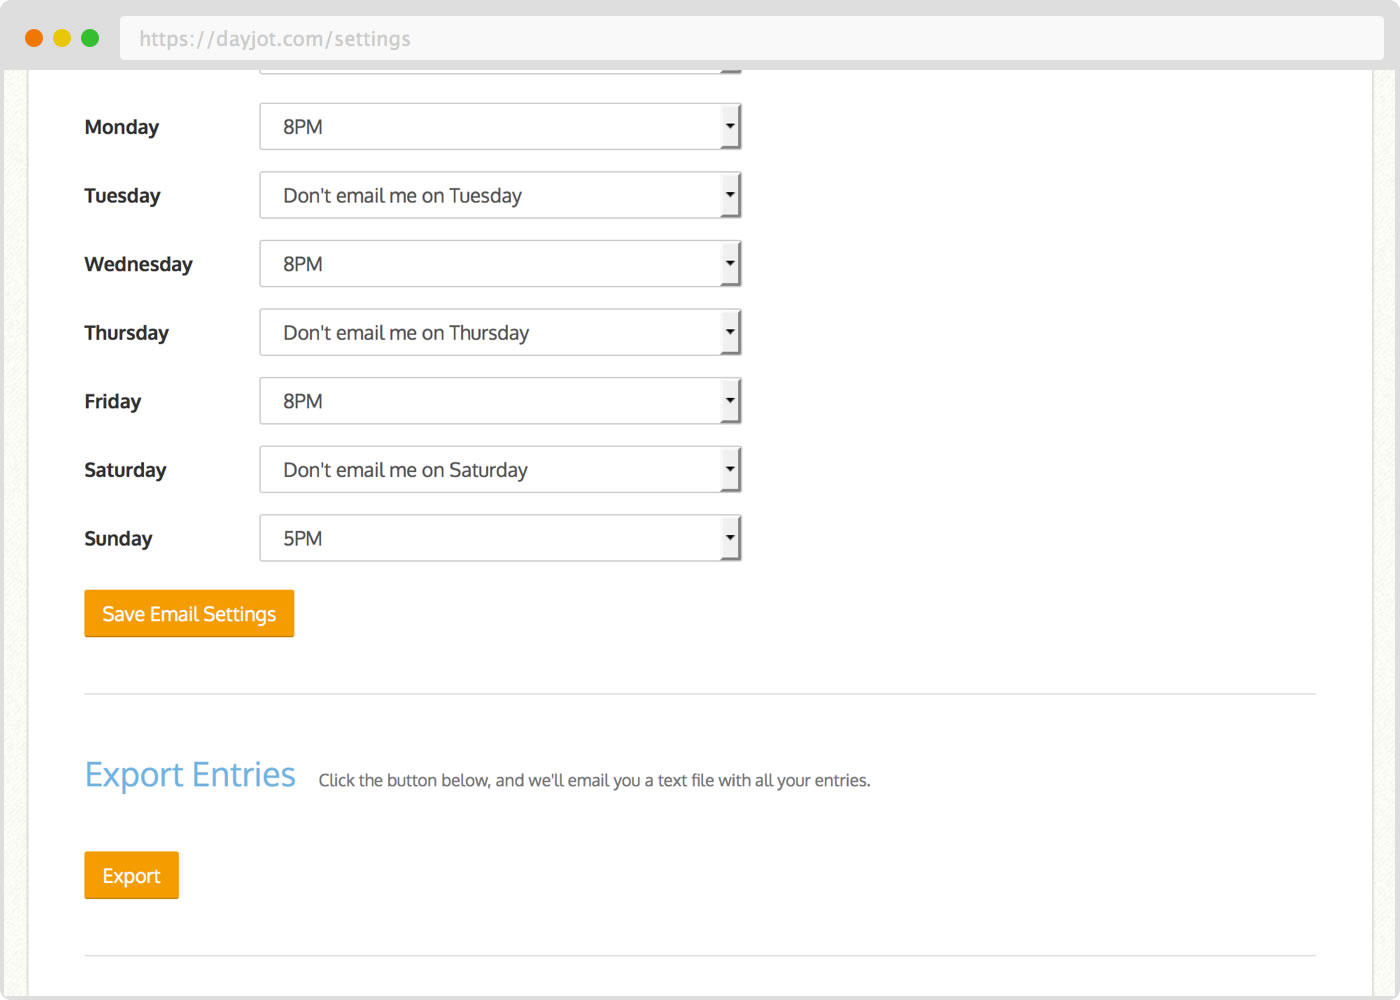 https://dayjot.com/settings
Monday 8PM
Tuesday Don't email me on Tuesday
Wednesday 8PM
Thursday Don't email me on Thursday
Friday 8PM
Saturday Don't email me on Saturday
Sunday 5PM
Save Email Settings
Export Entries Click the button below, and we'll email you a text file with all your entries.
Export